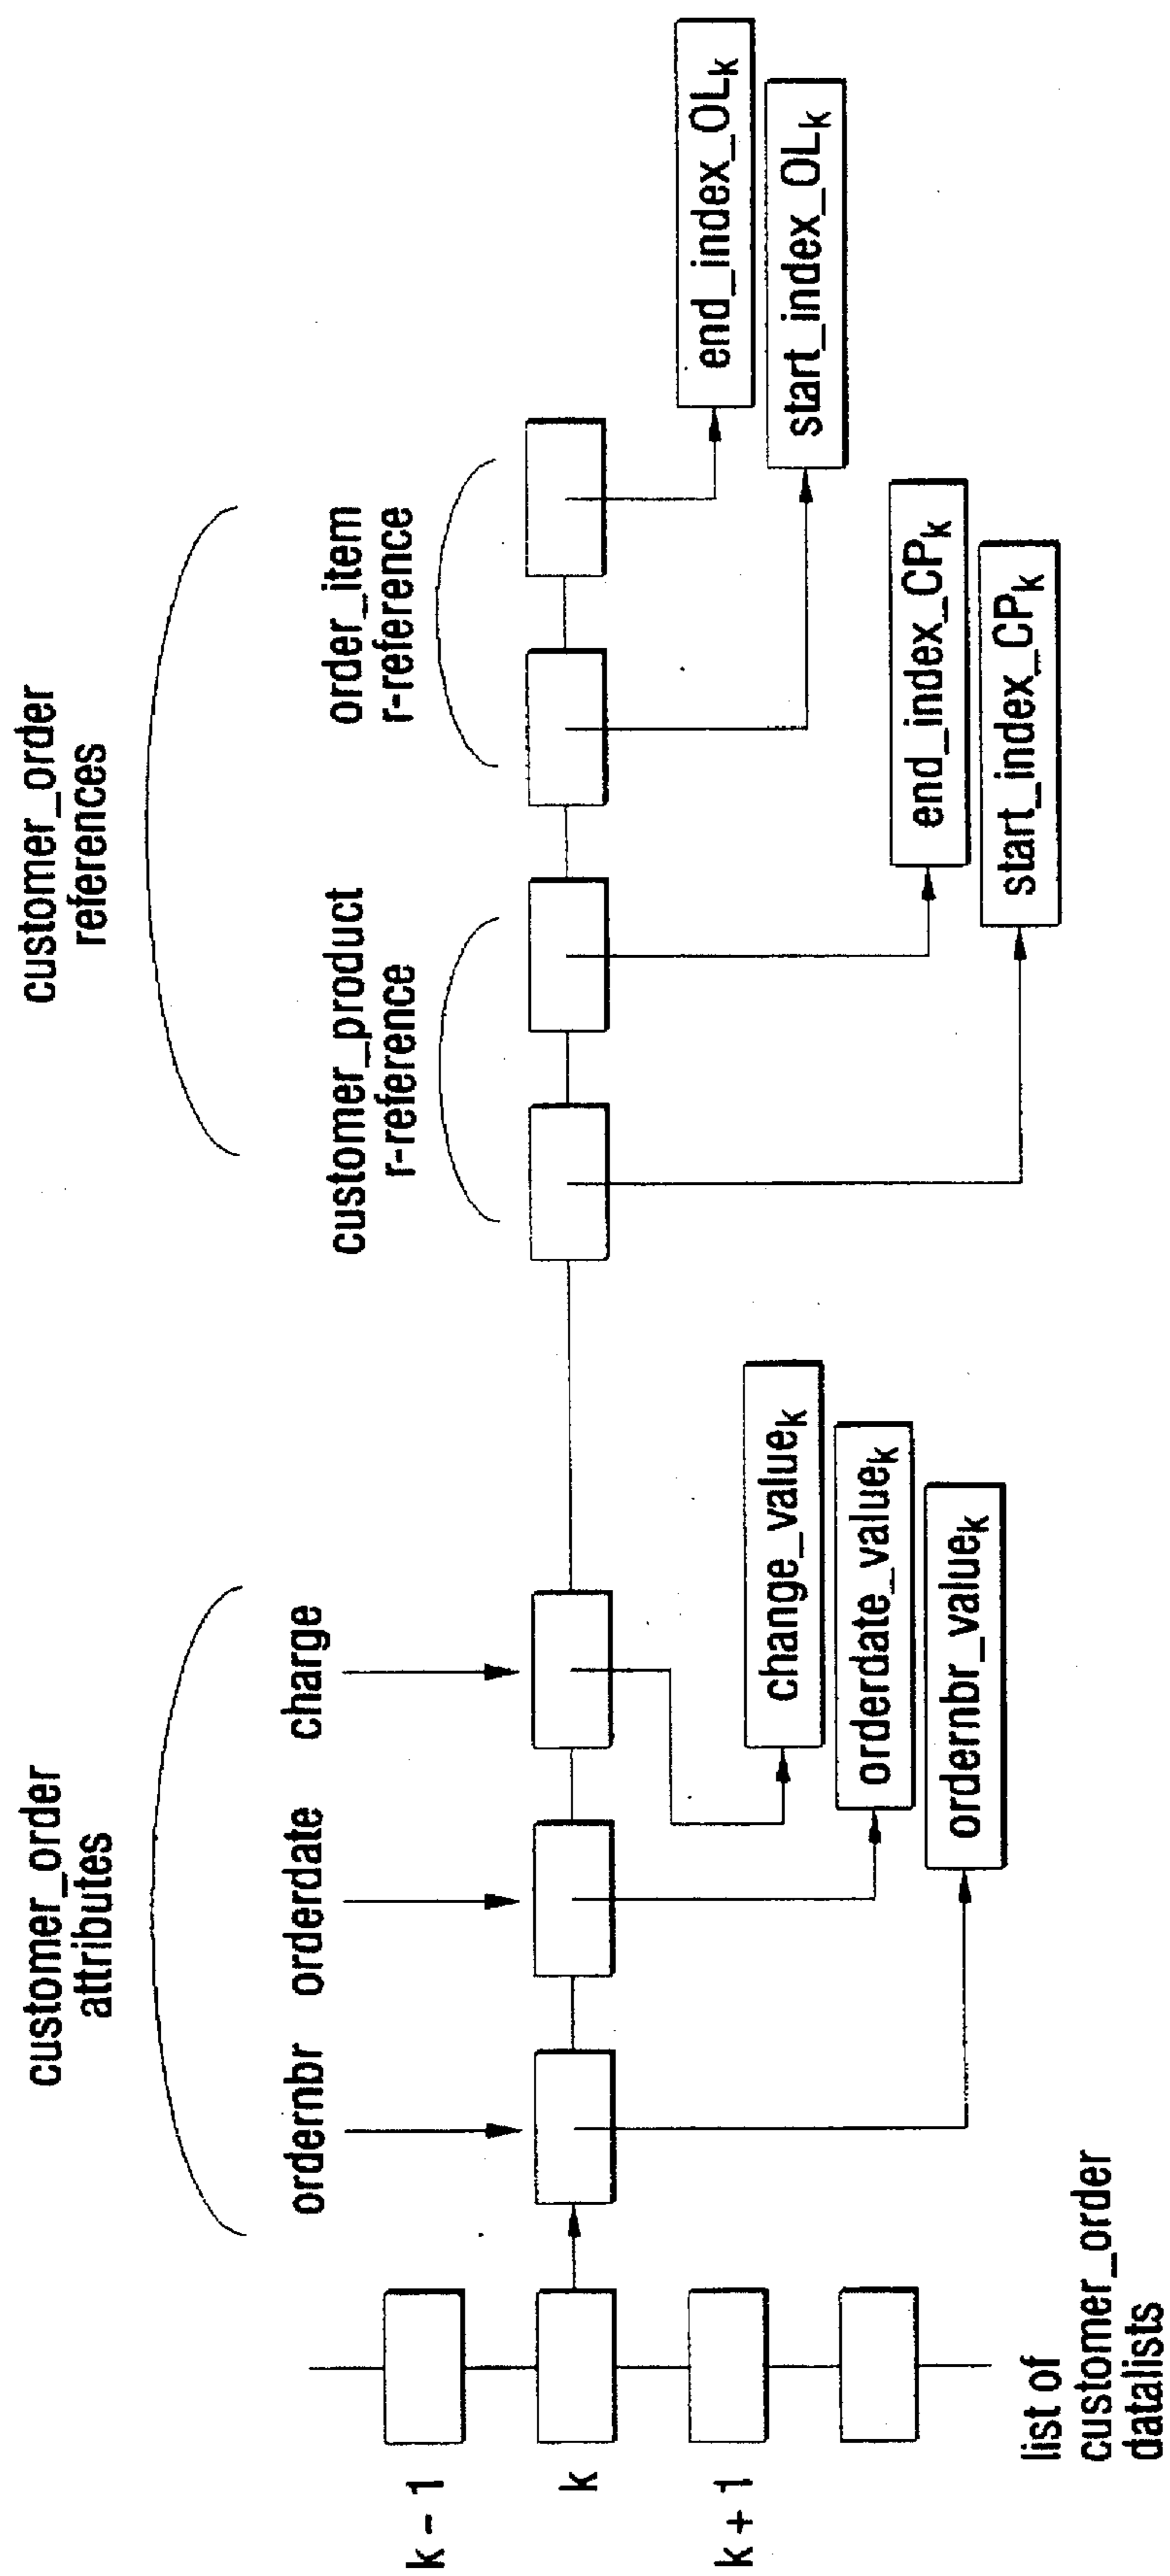 customer_order
attributes
customer_order
references
ordernbr
orderdate
charge
customer_product
r-reference
order_item
r-reference
k - 1
k
k + 1
change_valueₖ
orderdate_valueₖ
ordernbr_valueₖ
end_index_OLₖ
start_index_OLₖ
end_index_CPₖ
start_index_CPₖ
list of
customer_order
datalists